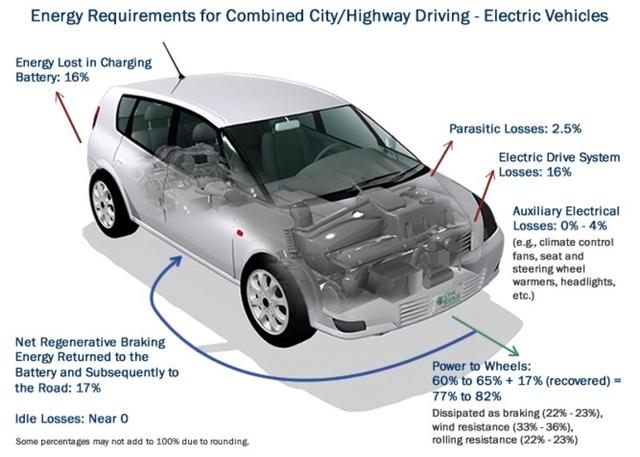 Energy Requirements for Combined City/Highway Driving - Electric Vehicles
Energy Lost in Charging
Battery: 16%
Parasitic Losses: 2.5%
Electric Drive System
Losses: 16%
Auxiliary Electrical
Losses: 0% - 4%
(e.g., climate control
fans, seat and
steering wheel
warmers, headlights,
etc.)
Net Regenerative Braking
Energy Returned to the
Battery and Subsequently to
the Road: 17%
Idle Losses: Near 0
Some percentages may not add to 100% due to rounding.
Power to Wheels:
60% to 65% + 17% (recovered) =
77% to 82%
Dissipated as braking (22% - 23%),
wind resistance (33% - 36%),
rolling resistance (22% - 23%)